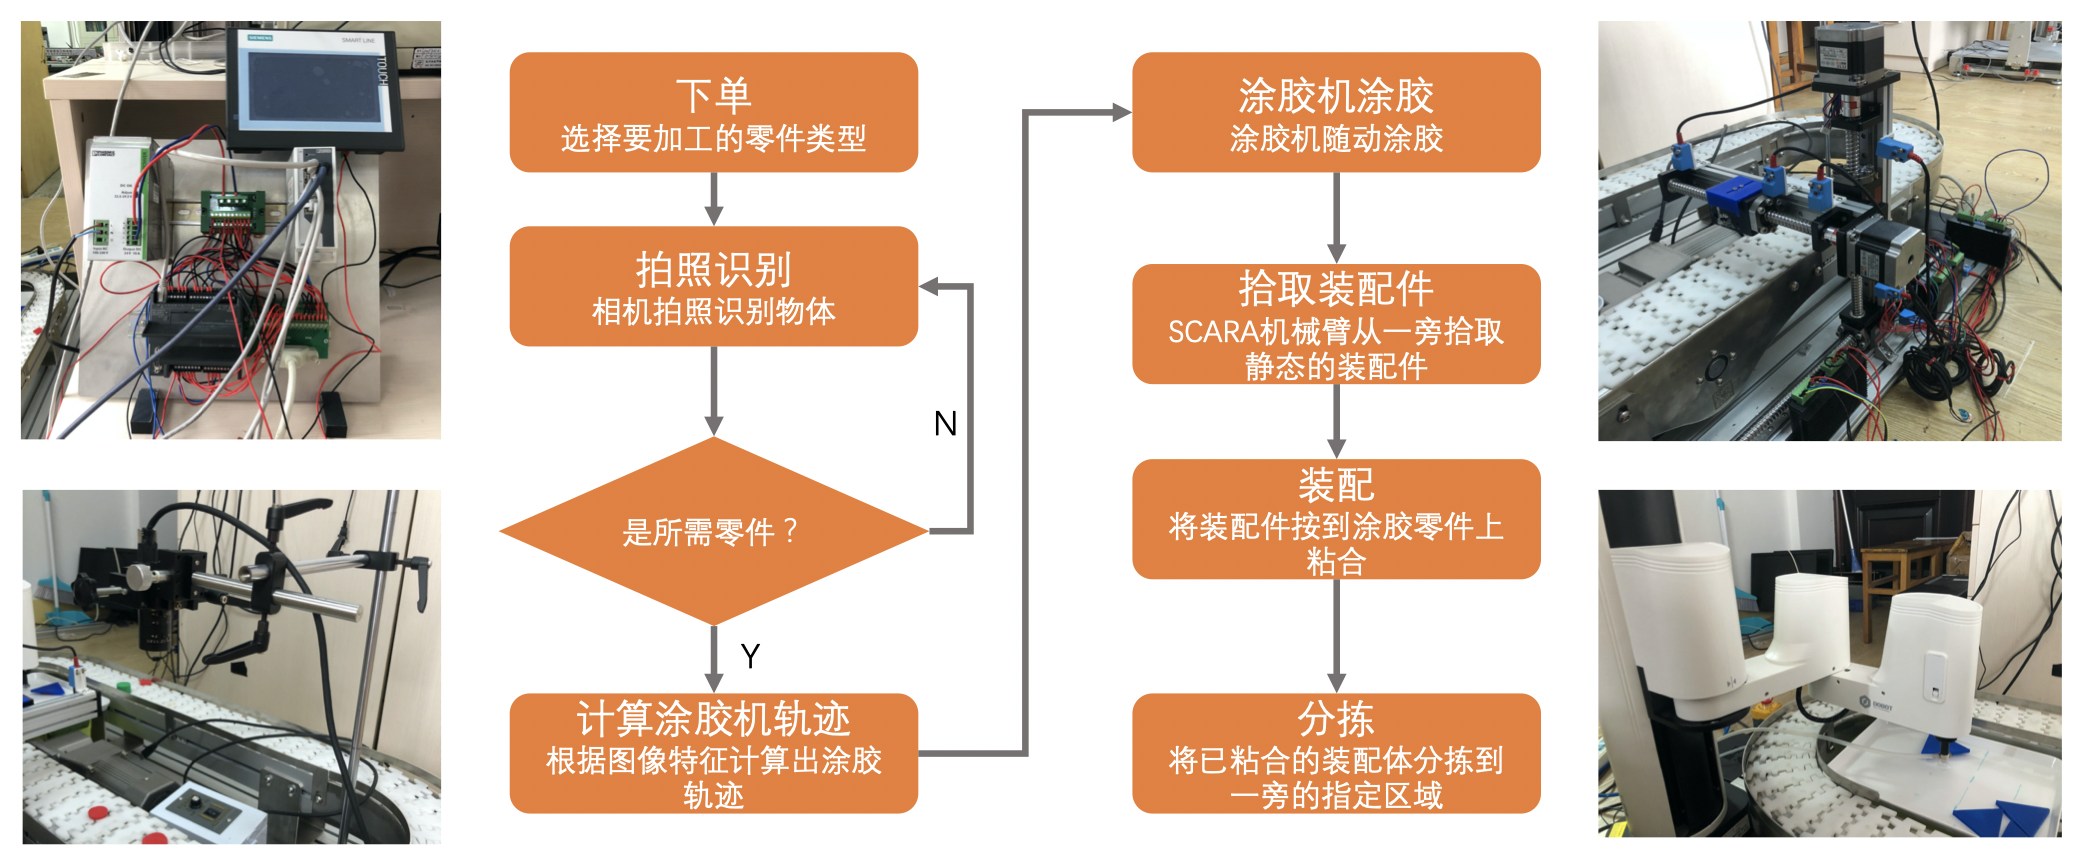 SIEMENS
SMART LINE
TOUCH
下单
选择要加工的零件类型
拍照识别
相机拍照识别物体
N
是所需零件？
Y
计算涂胶机轨迹
根据图像特征计算出涂胶
轨迹
涂胶机涂胶
涂胶机随动涂胶
拾取装配件
SCARA机械臂从一旁拾取
静态的装配件
装配
将装配件按到涂胶零件上
粘合
分拣
将已粘合的装配体分拣到
一旁的指定区域
DOBOT